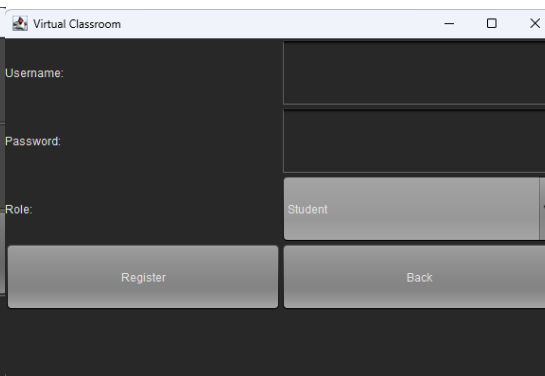 Virtual Classroom
Username:
Password:
Role:
Student
Register
Back